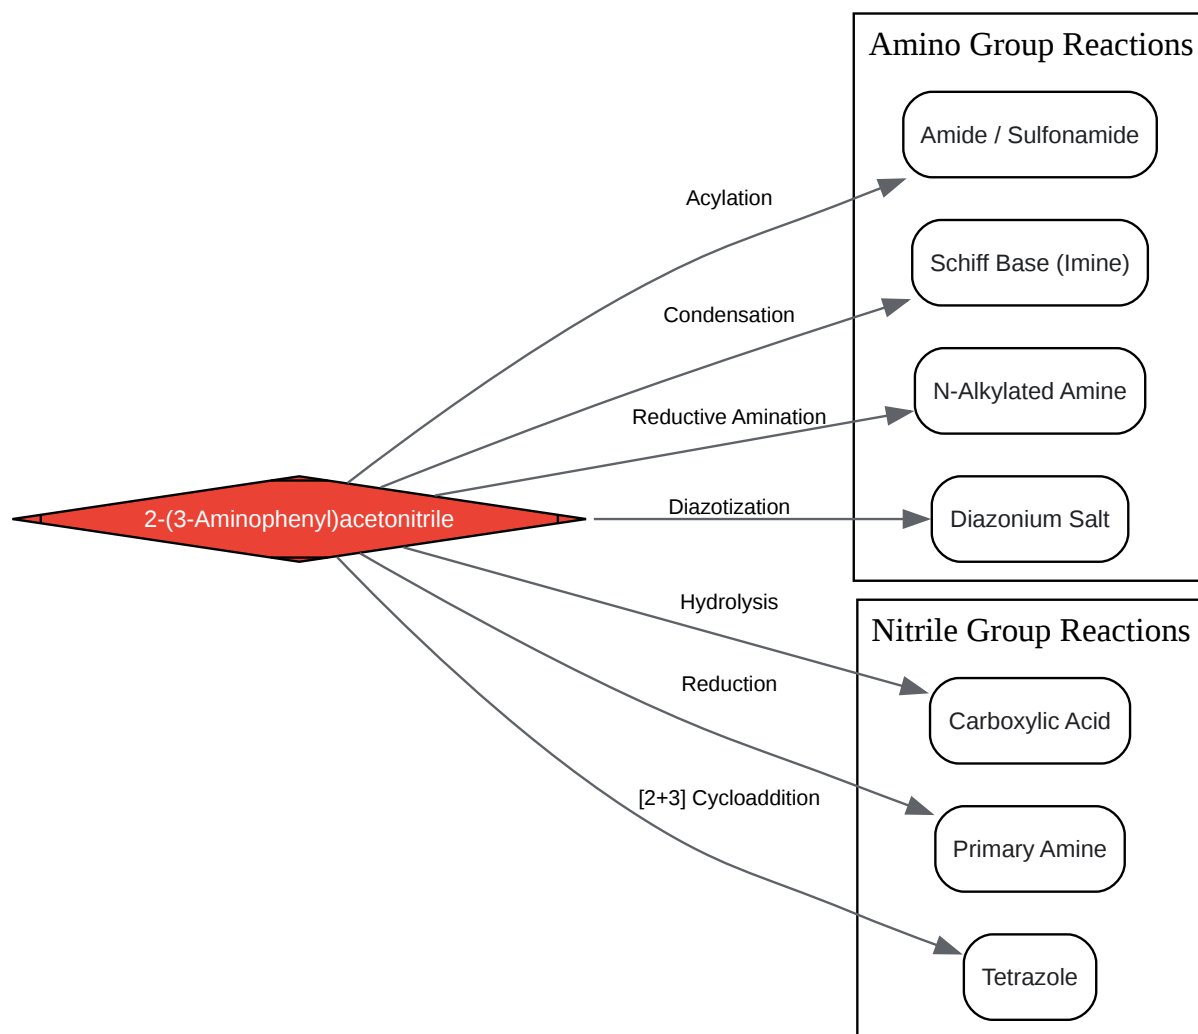 Amino Group Reactions
Amide / Sulfonamide
Acylation
Schiff Base (Imine)
Condensation
N-Alkylated Amine
Reductive Amination
2-(3-Aminophenyl)acetonitrile
Diazotization
Diazonium Salt
Hydrolysis
Nitrile Group Reactions
Reduction
Carboxylic Acid
[2+3] Cycloaddition
Primary Amine
Tetrazole